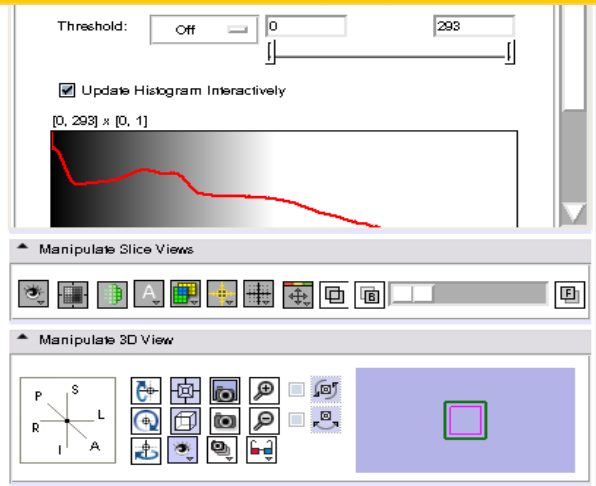 Threshold: Off 0 293
Update Histogram Interactively
[0, 293] x [0, 1]
Manipulate Slice Views
A B F
Manipulate 3D View
P S
R L
I A